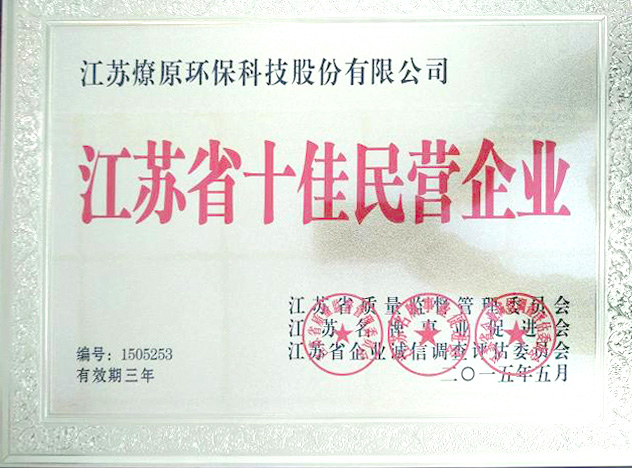 江苏燎原环保科技股份有限公司
江苏省十佳民营企业
江苏省质量监督管理委员会
江苏名牌事业促进会
江苏省企业诚信调查评估委员会
编号：1505253
有效期三年
二〇一五年五月